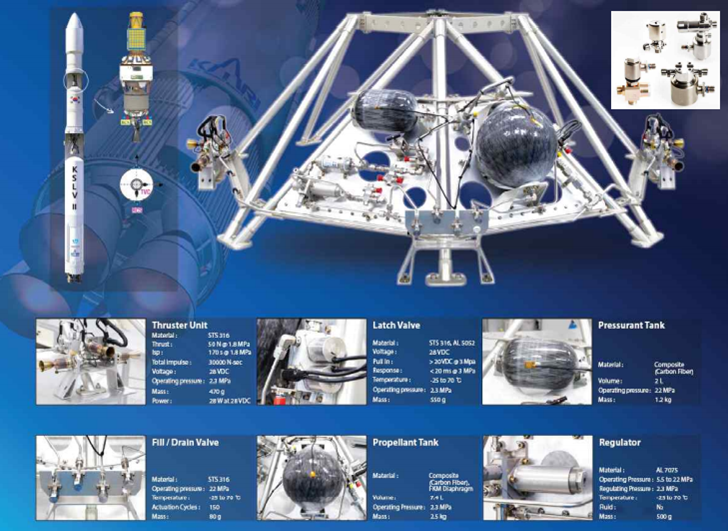 KARI
KSLV II
TVC
Thruster Unit
Material : STS 316
Thrust : 50 N @ 1.8 MPa
Isp : 170 s @ 1.8 MPa
Total Impulse : 30000 N·sec
Voltage : 28 VDC
Operating pressure : 2.3 MPa
Mass : 470 g
Power : 28 W at 28 VDC
Latch Valve
Material : STS 316, AL 5052
Voltage : 28 VDC
Pull In : > 20 VDC @ 3 Mpa
Response : < 20 ms @ 3 MPa
Temperature : -25 to 70 ℃
Operating pressure : 2.3 MPa
Mass : 550 g
Pressurant Tank
Material : Composite
(Carbon Fiber)
Volume : 2 L
Operating pressure : 22 MPa
Mass : 1.2 kg
Fill / Drain Valve
Material : STS 316
Operating pressure : 22 MPa
Temperature : -25 to 70 ℃
Actuation Cycles : 150
Mass : 80 g
Propellant Tank
Material : Composite
(Carbon Fiber),
FKM Diaphragm
Volume : 7.4 L
Operating Pressure : 2.3 MPa
Mass : 2.5 kg
Regulator
Material : AL 7075
Operating Pressure : 5.5 to 22 MPa
Regulating Pressure : 2.3 MPa
Temperature : -25 to 70 ℃
Fluid : N₂
Mass : 500 g